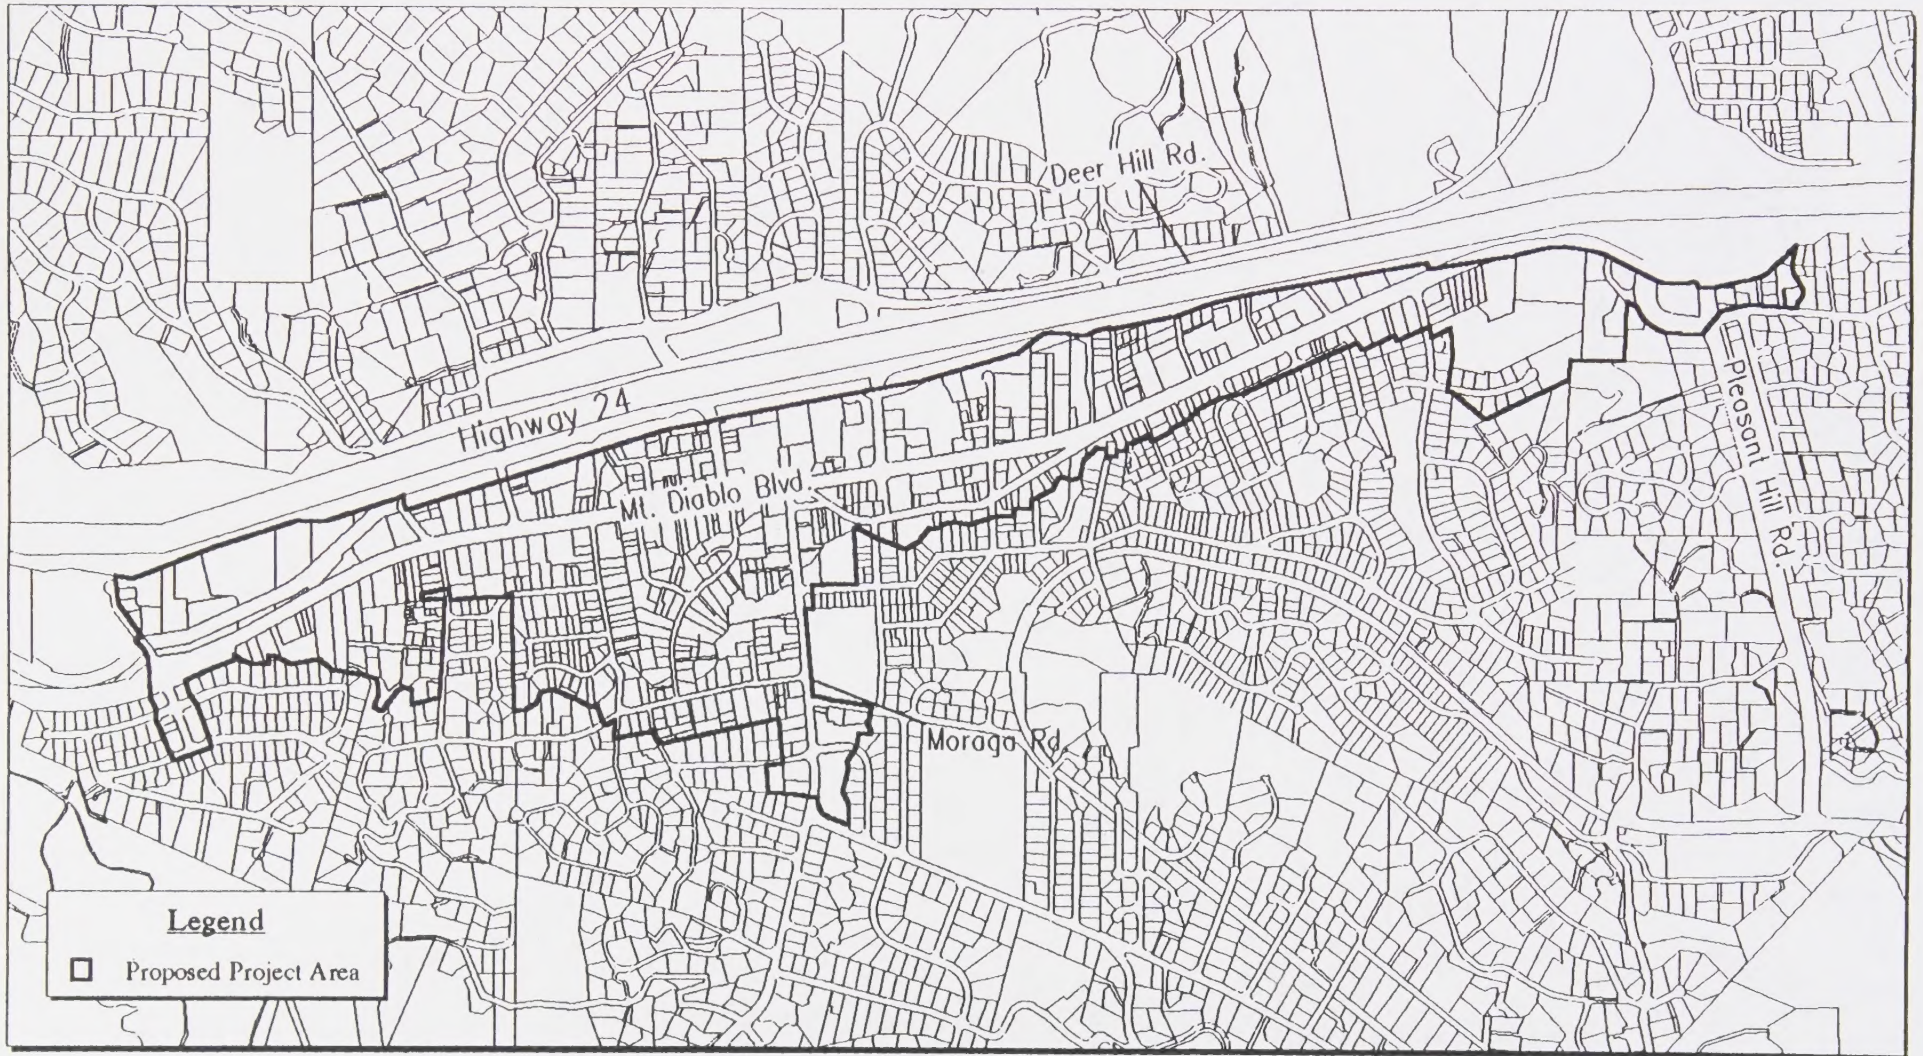 Deer Hill Rd.
Highway 24
Mt. Diablo Blvd.
Pleasant Hill Rd.
Moraga Rd.
Legend
Proposed Project Area